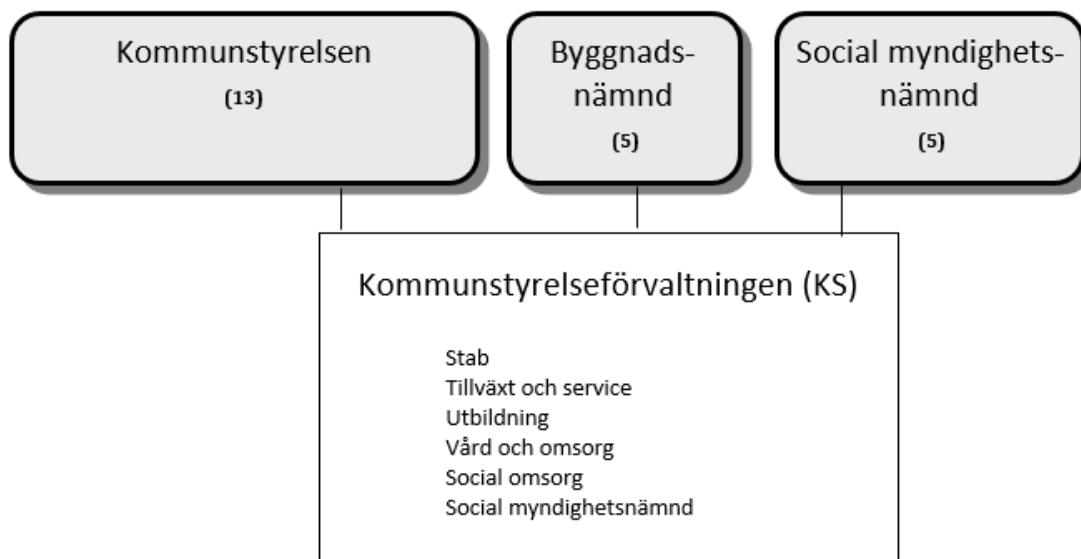 Kommunstyrelsen
(13)
Byggnads-
nämnd
(5)
Social myndighets-
nämnd
(5)
Kommunstyrelseförvaltningen (KS)
Stab
Tillväxt och service
Utbildning
Vård och omsorg
Social omsorg
Social myndighetsnämnd